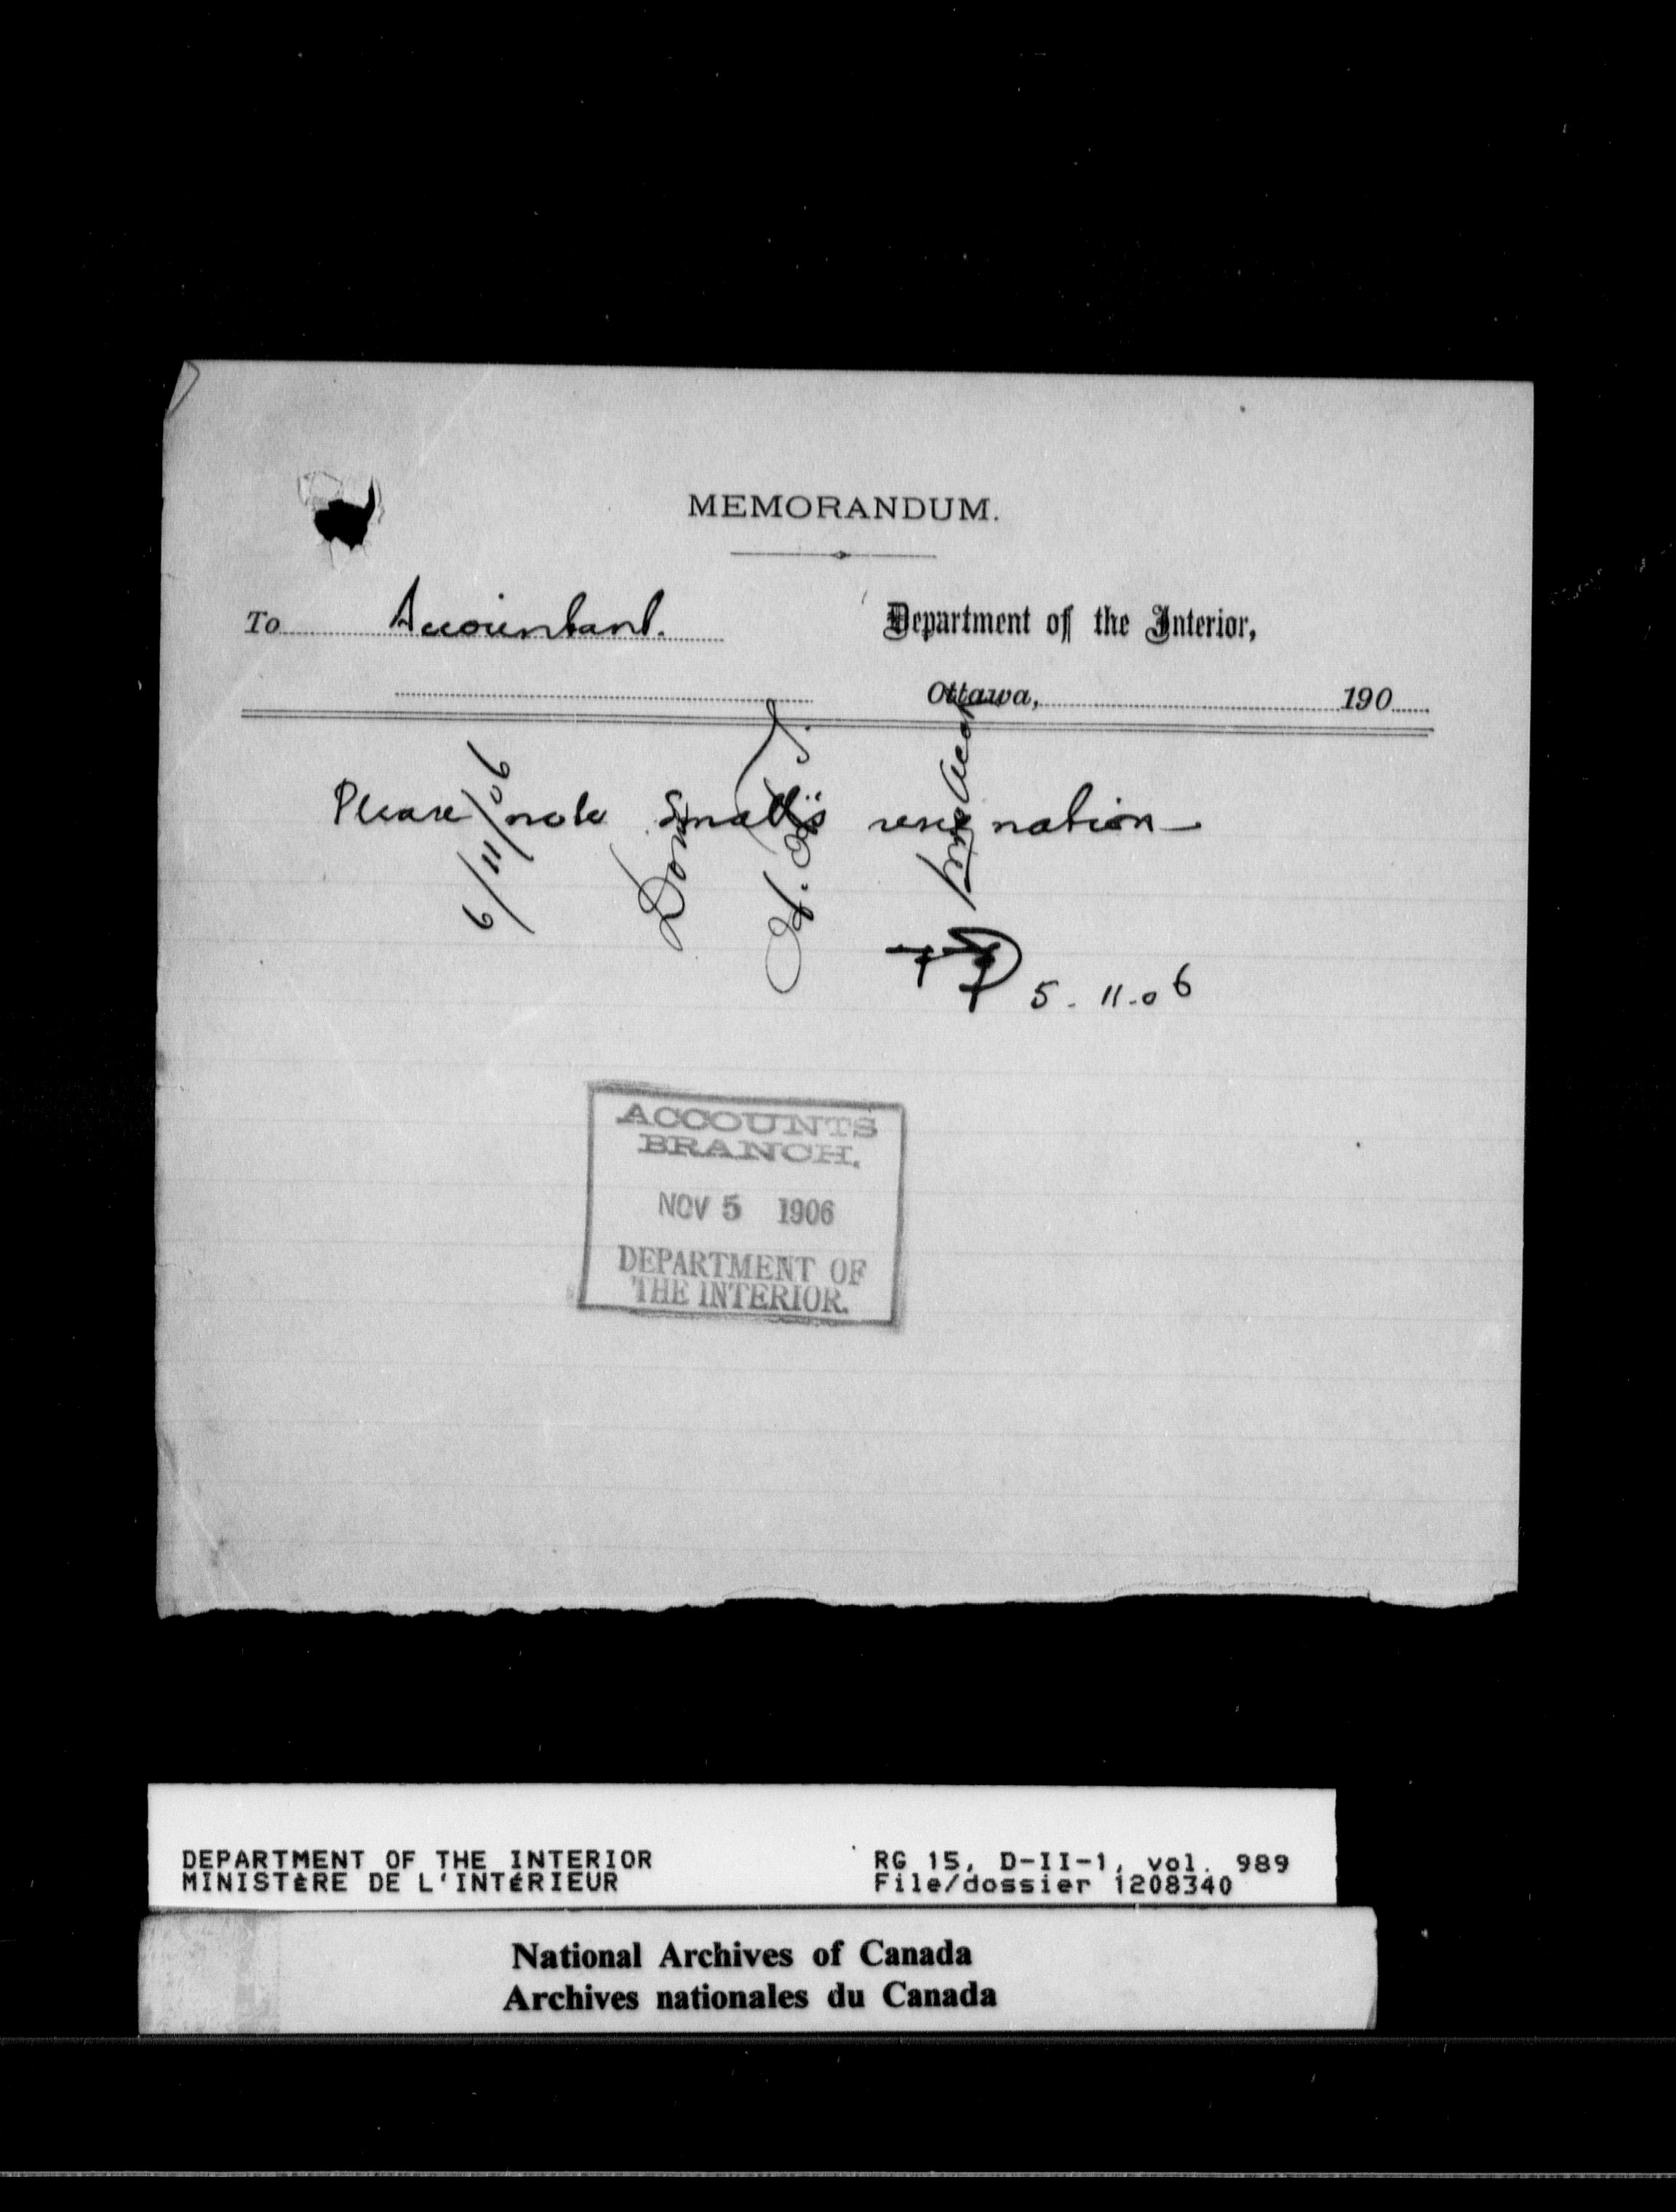 MEMORANDUM.
To Accountant. Department of the Interior,
Ottawa, 190
Please note Small's resignation
5. 11. 06
6/11/06
ACCOUNTS
BRANCH.
NOV 5 1906
DEPARTMENT OF
THE INTERIOR.
DEPARTMENT OF THE INTERIOR
MINISTÈRE DE L'INTÉRIEUR
RG 15, D-II-1, vol. 989
File/dossier 1208340
National Archives of Canada
Archives nationales du Canada